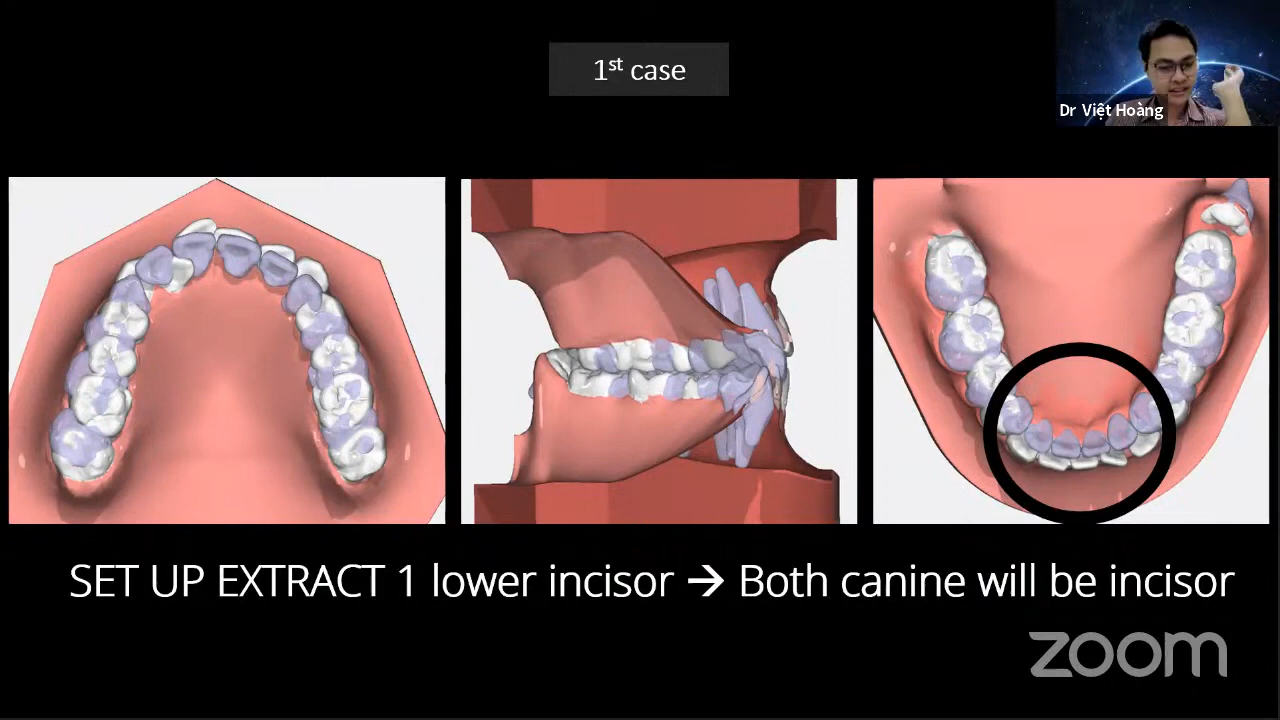 1st case
Dr Việt Hoàng
SET UP EXTRACT 1 lower incisor → Both canine will be incisor
zoom